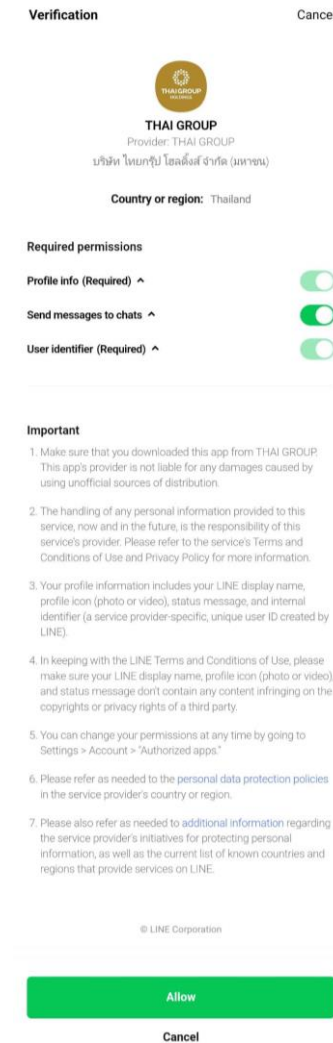 Verification
Cance
THAI GROUP
HOLDINGS
THAI GROUP
Provider: THAI GROUP
บริษัท ไทยกรุ๊ป โฮลดิ้งส์ จำกัด (มหาชน)
Country or region: Thailand
Required permissions
Profile info (Required)
Send messages to chats
User identifier (Required)
Important
1. Make sure that you downloaded this app from THAI GROUP.
This app's provider is not liable for any damages caused by
using unofficial sources of distribution.
2. The handling of any personal information provided to this
service, now and in the future, is the responsibility of this
service's provider. Please refer to the service's Terms and
Conditions of Use and Privacy Policy for more information.
3. Your profile information includes your LINE display name,
profile icon (photo or video), status message, and internal
identifier (a service provider-specific, unique user ID created by
LINE).
4. In keeping with the LINE Terms and Conditions of Use, please
make sure your LINE display name, profile icon (photo or video)
and status message don't contain any content infringing on the
copyrights or privacy rights of a third party.
5. You can change your permissions at any time by going to
Settings > Account > "Authorized apps."
6. Please refer as needed to the personal data protection policies
in the service provider's country or region.
7. Please also refer as needed to additional information regarding
the service provider's initiatives for protecting personal
information, as well as the current list of known countries and
regions that provide services on LINE.
© LINE Corporation
Allow
Cancel